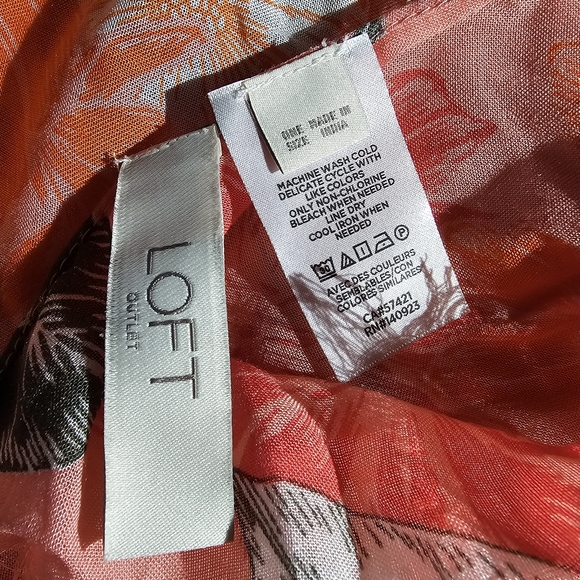 LOFT
OUTLET
ONE MADE IN
SIZE INNA
MACHINE WASH COLD
DELICATE CYCLE WITH
LIKE COLORS
ONLY NON-CHLORINE
BLEACH WHEN NEEDED
LINE DRY
COOL IRON WHEN
NEEDED
P
AVEC DES COULEURS
SEMBLABLES/CON
COLORES SIMILARES
CA#57421
RN#140923